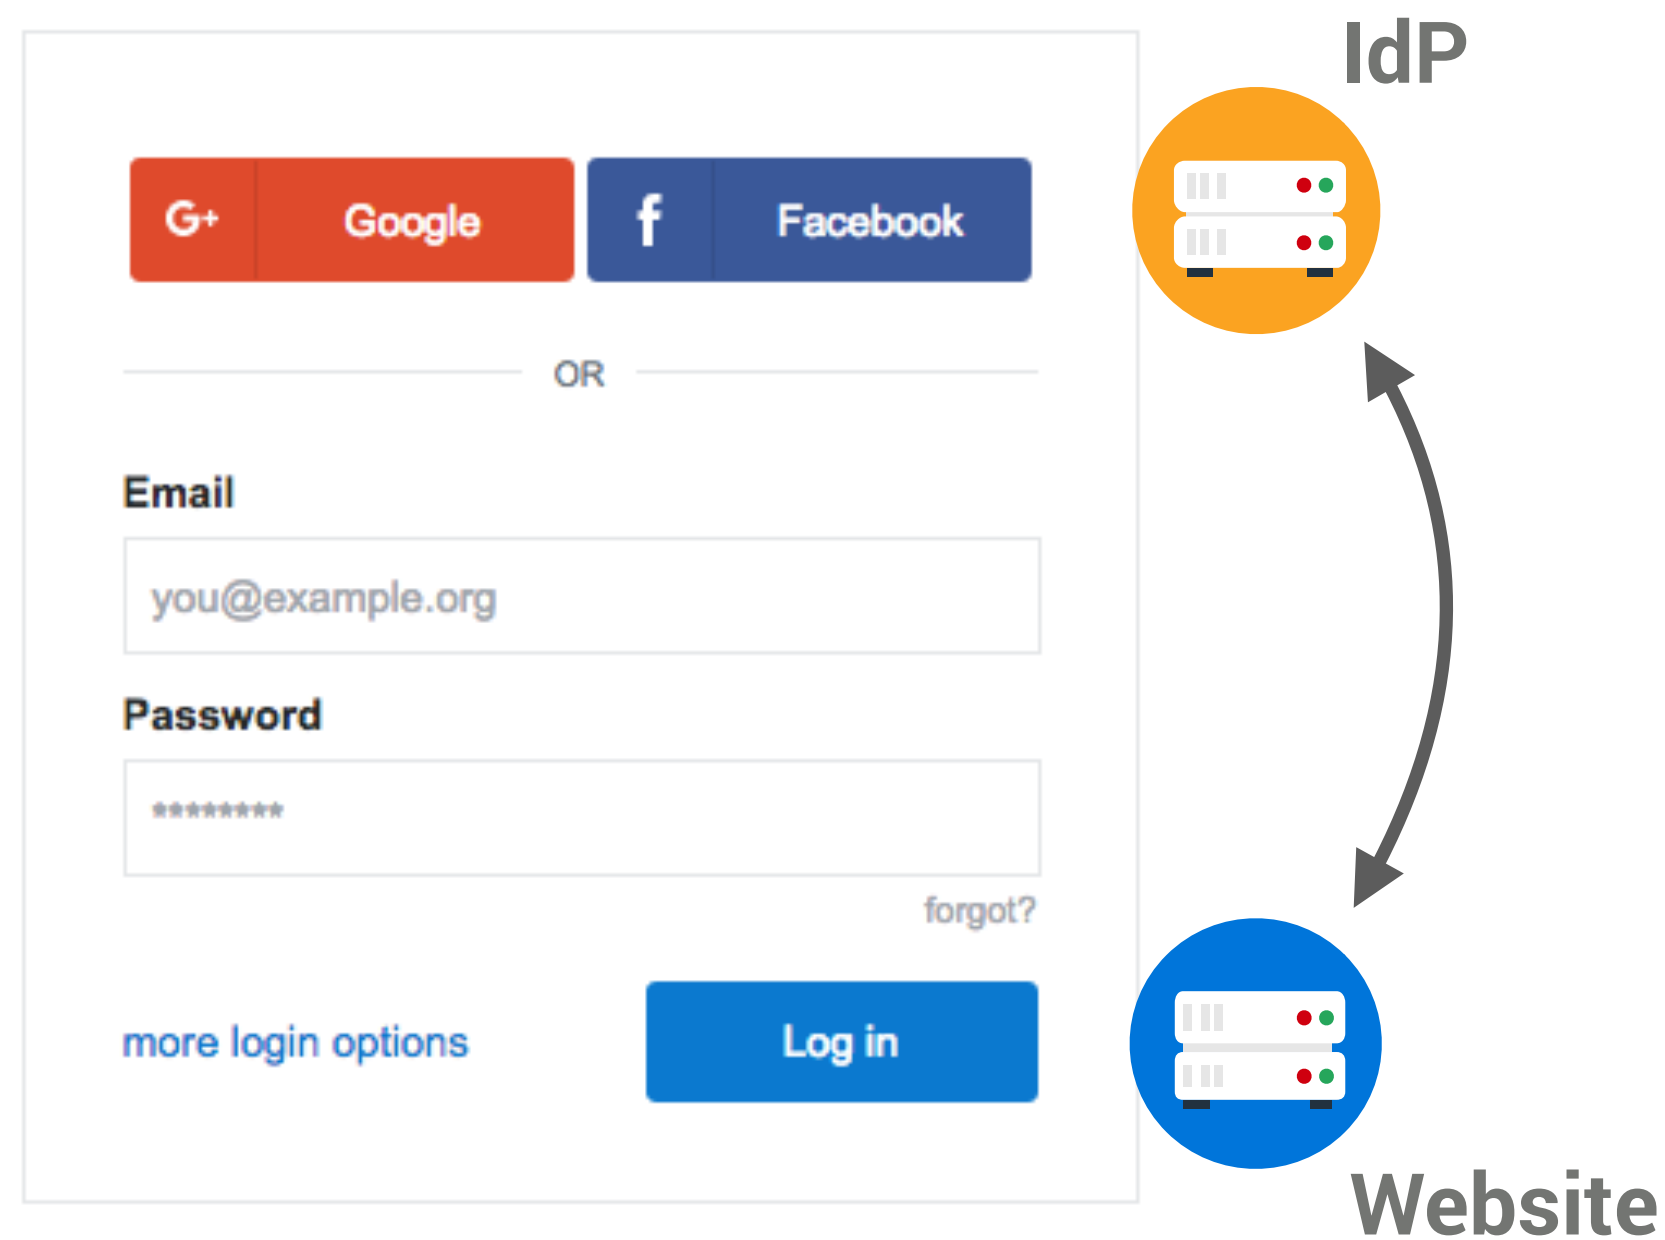 IdP
G+ Google f Facebook
OR
Email
you@example.org
Password
********
forgot?
more login options Log in
Website